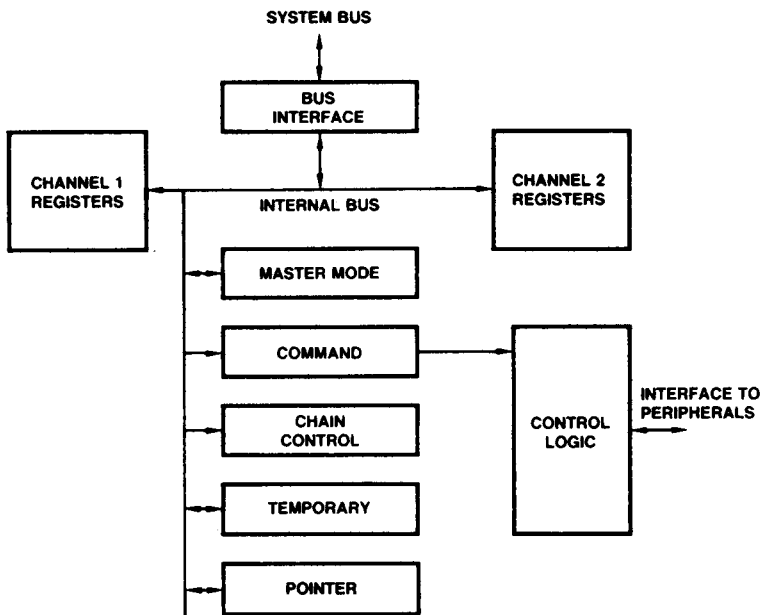 SYSTEM BUS
BUS
INTERFACE
CHANNEL 1
REGISTERS
CHANNEL 2
REGISTERS
INTERNAL BUS
MASTER MODE
COMMAND
CHAIN
CONTROL
TEMPORARY
POINTER
CONTROL
LOGIC
INTERFACE TO
PERIPHERALS